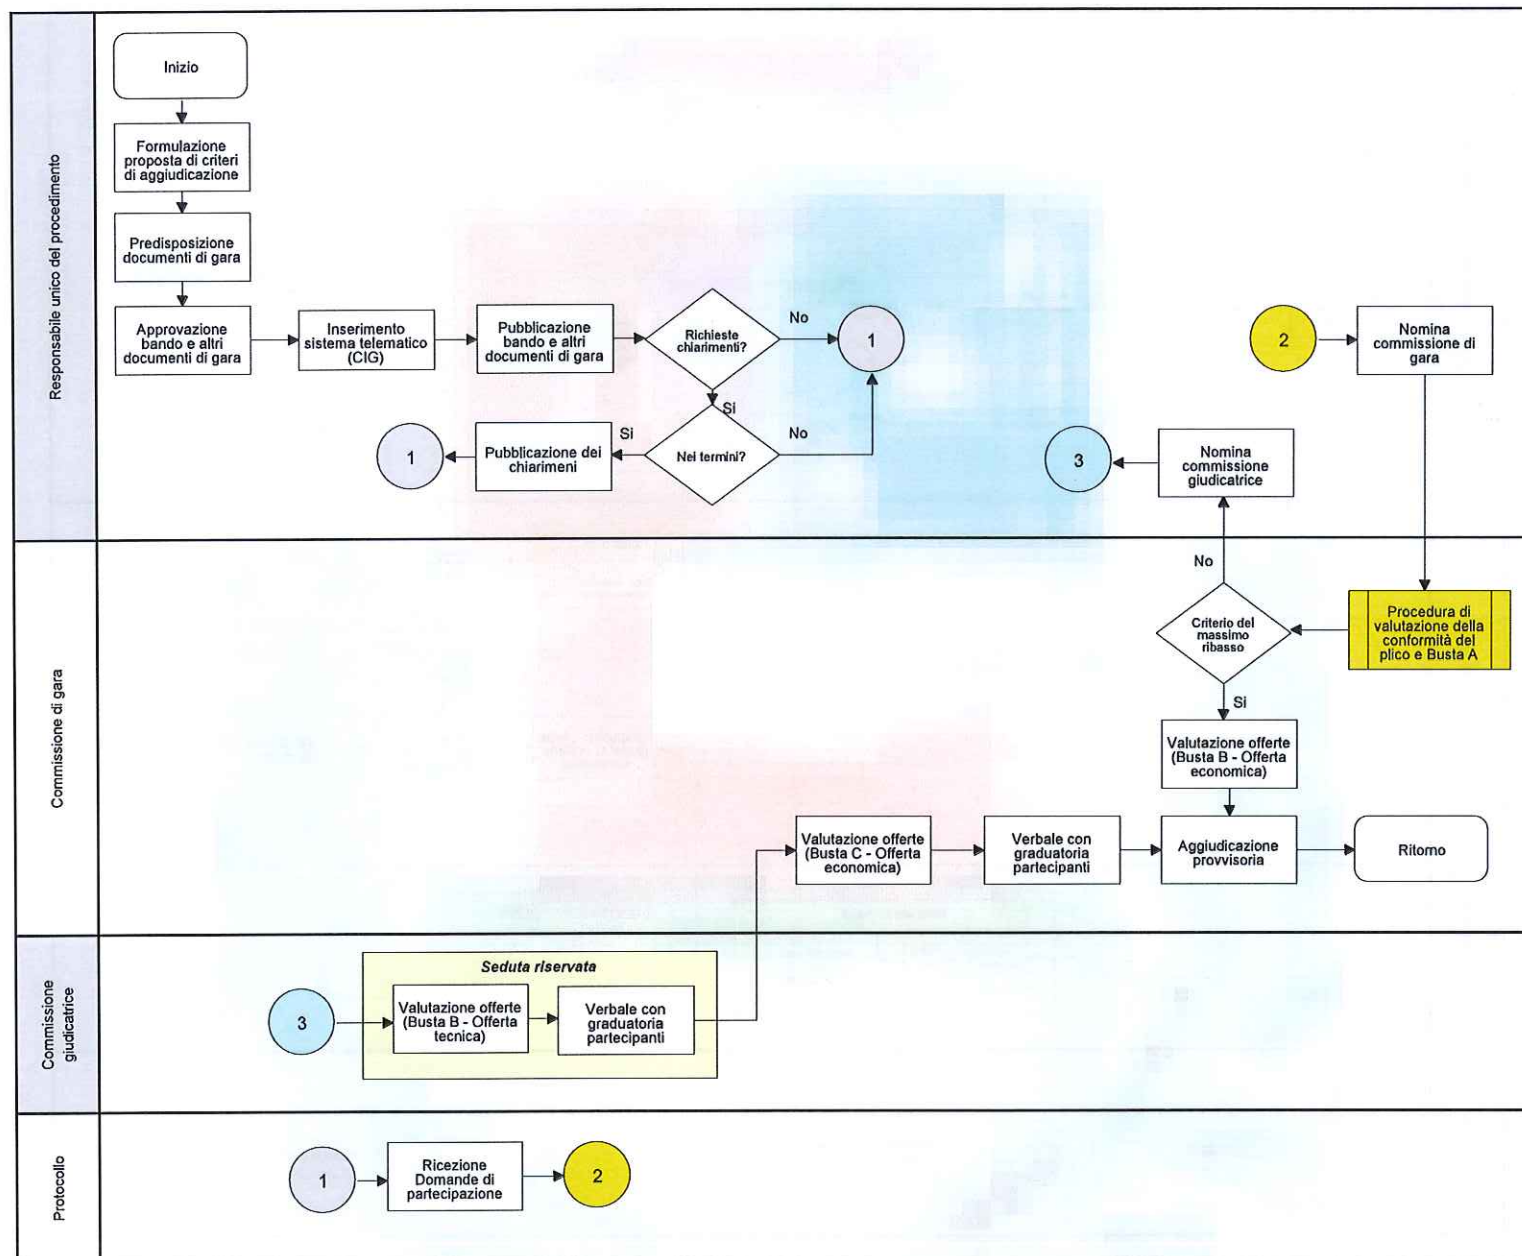 Responsabile unico del procedimento
Inizio
Formulazione
proposta di criteri
di aggiudicazione
Predisposizione
documenti di gara
Approvazione
bando e altri
documenti di gara
Inserimento
sistema telematico
(CIG)
Pubblicazione
bando e altri
documenti di gara
Richieste
chiarimenti?
No
1
Si
Nei termini?
No
Si
Pubblicazione dei
chiarimeni
1
2
Nomina
commissione di
gara
Nomina
commissione
giudicatrice
3
Commissione di gara
No
Criterio del
massimo
ribasso
Procedura di
valutazione della
conformità del
plico e Busta A
Si
Valutazione offerte
(Busta B - Offerta
economica)
Valutazione offerte
(Busta C - Offerta
economica)
Verbale con
graduatoria
partecipanti
Aggiudicazione
provvisoria
Ritorno
Commissione
giudicatrice
Seduta riservata
3
Valutazione offerte
(Busta B - Offerta
tecnica)
Verbale con
graduatoria
partecipanti
Protocollo
1
Ricezione
Domande di
partecipazione
2